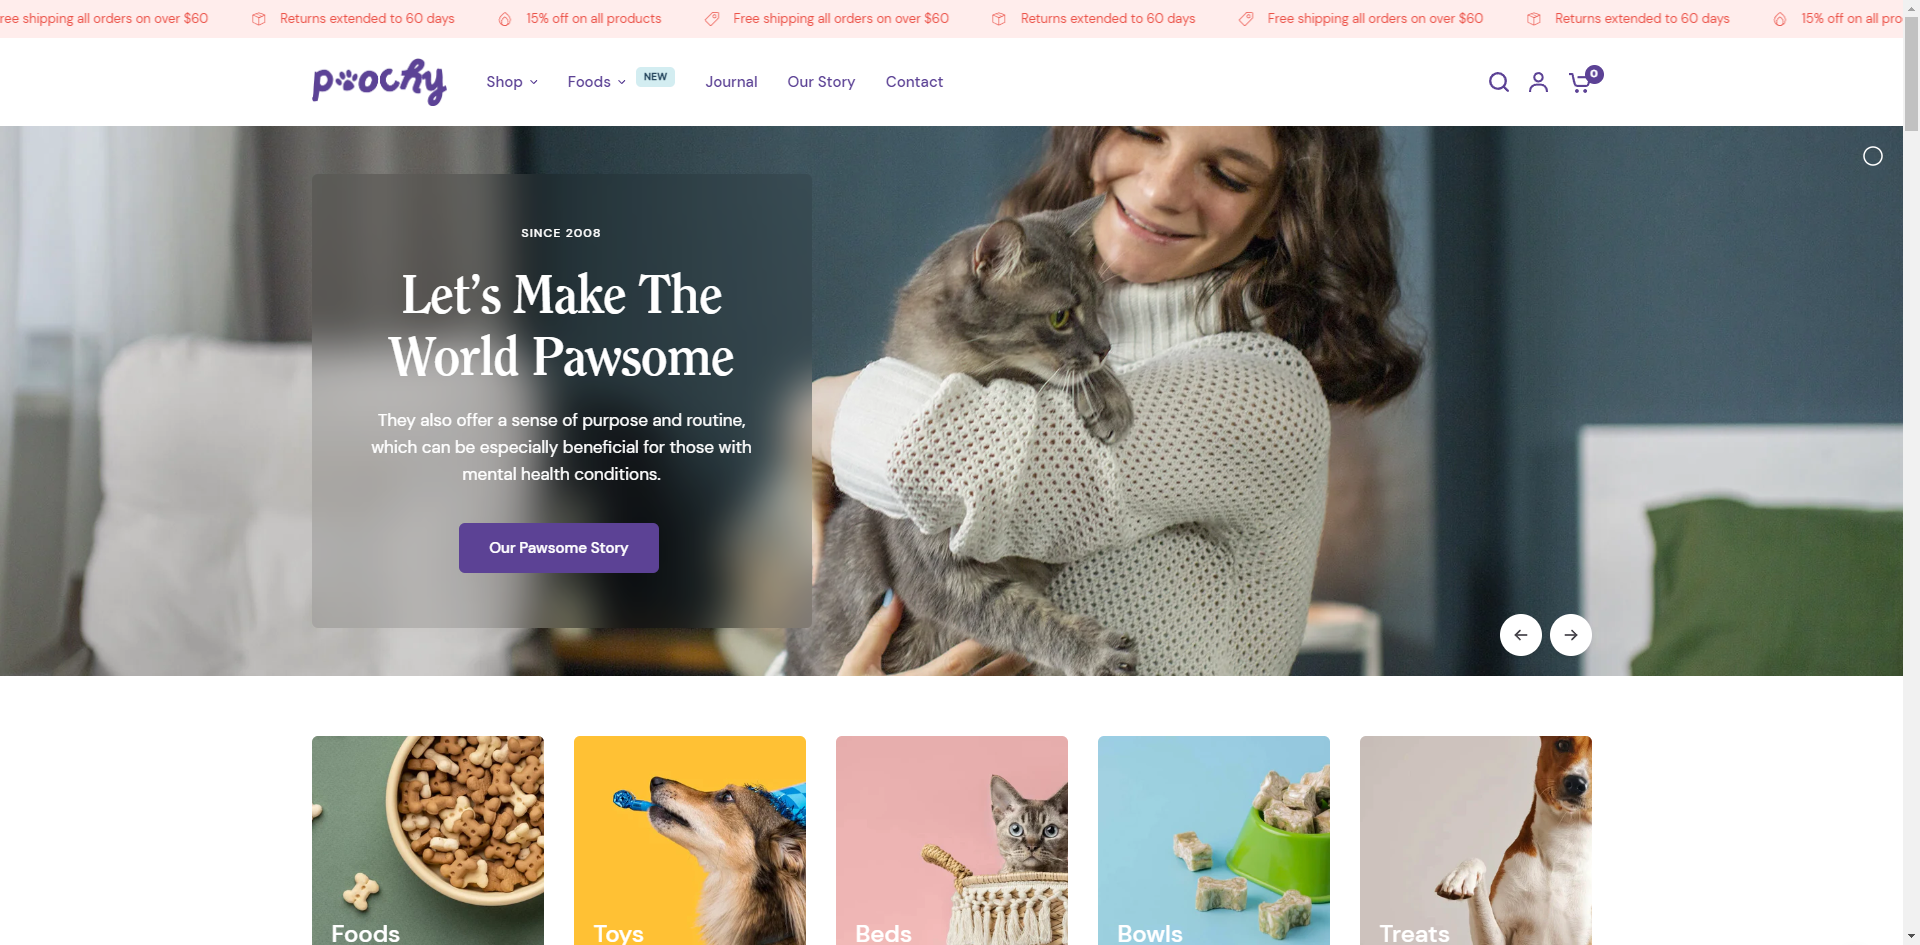 ree shipping all orders on over $60 Returns extended to 60 days 15% off on all products Free shipping all orders on over $60 Returns extended to 60 days Free shipping all orders on over $60 Returns extended to 60 days 15% off on all pro
poochy Shop Foods NEW Journal Our Story Contact 0
SINCE 2008
Let's Make The
World Pawsome
They also offer a sense of purpose and routine,
which can be especially beneficial for those with
mental health conditions.
Our Pawsome Story
Foods Toys Beds Bowls Treats